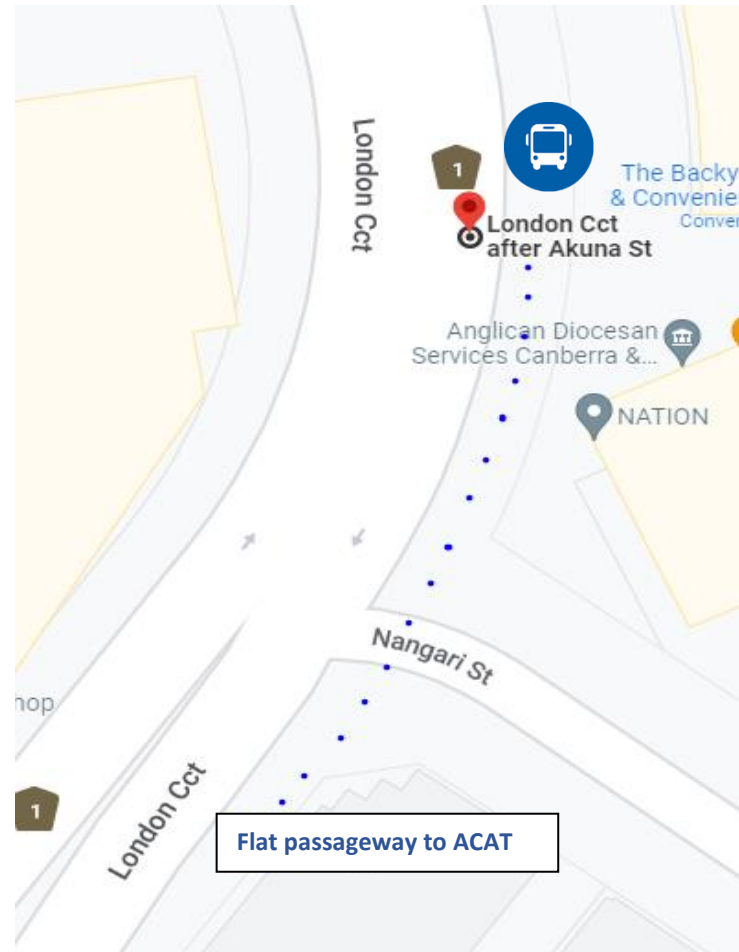 London Cct
1
The Backy
& Convenie
Conver
London Cct
after Akuna St
Anglican Diocesan
Services Canberra &...
NATION
Nangari St
hop
1
London Cct
Flat passageway to ACAT